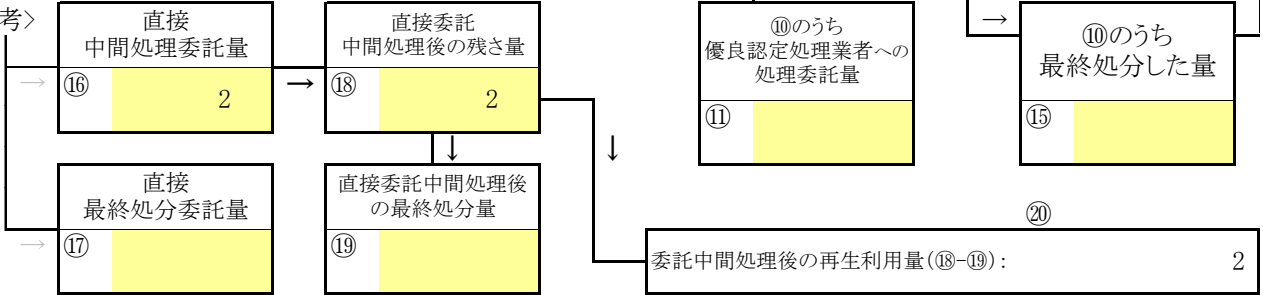 考〉
直接
中間処理委託量
→
⑯
2
→
直接委託
中間処理後の残さ量
⑱
2
⑩のうち
優良認定処理業者への
処理委託量
⑪
→
⑩のうち
最終処分した量
⑮
↓
↓
直接
最終処分委託量
→
⑰
直接委託中間処理後
の最終処分量
⑲
⑳
委託中間処理後の再生利用量(⑱-⑲): 2